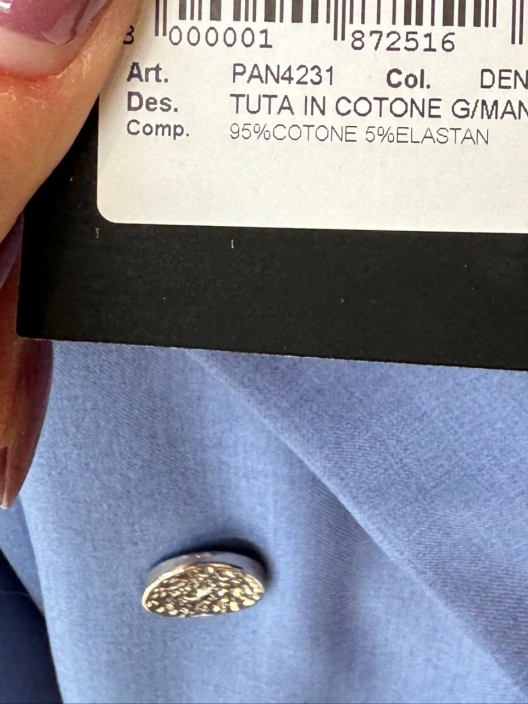 000001 872516
Art. PAN4231 Col. DEN
Des. TUTA IN COTONE G/MAN
Comp. 95%COTONE 5%ELASTAN